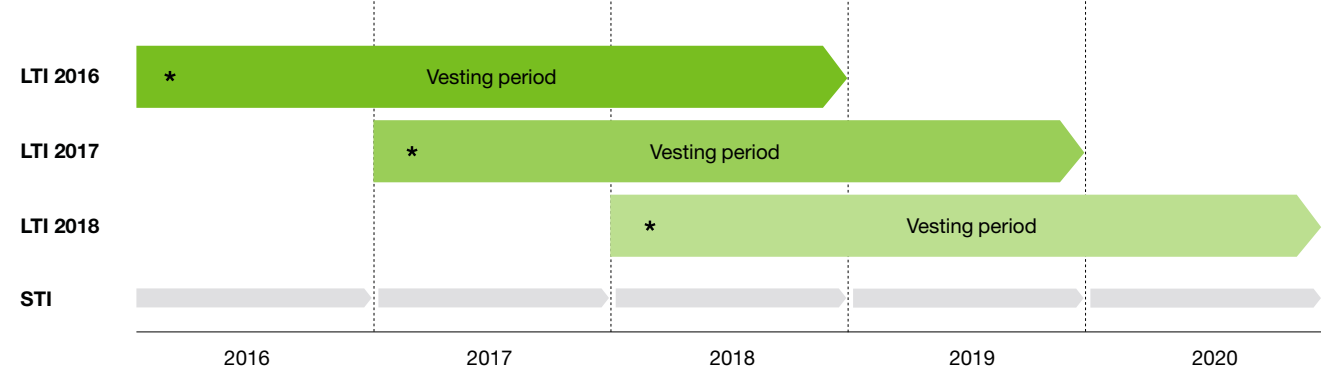 LTI 2016
* Vesting period
LTI 2017
* Vesting period
LTI 2018
* Vesting period
STI
2016 2017 2018 2019 2020